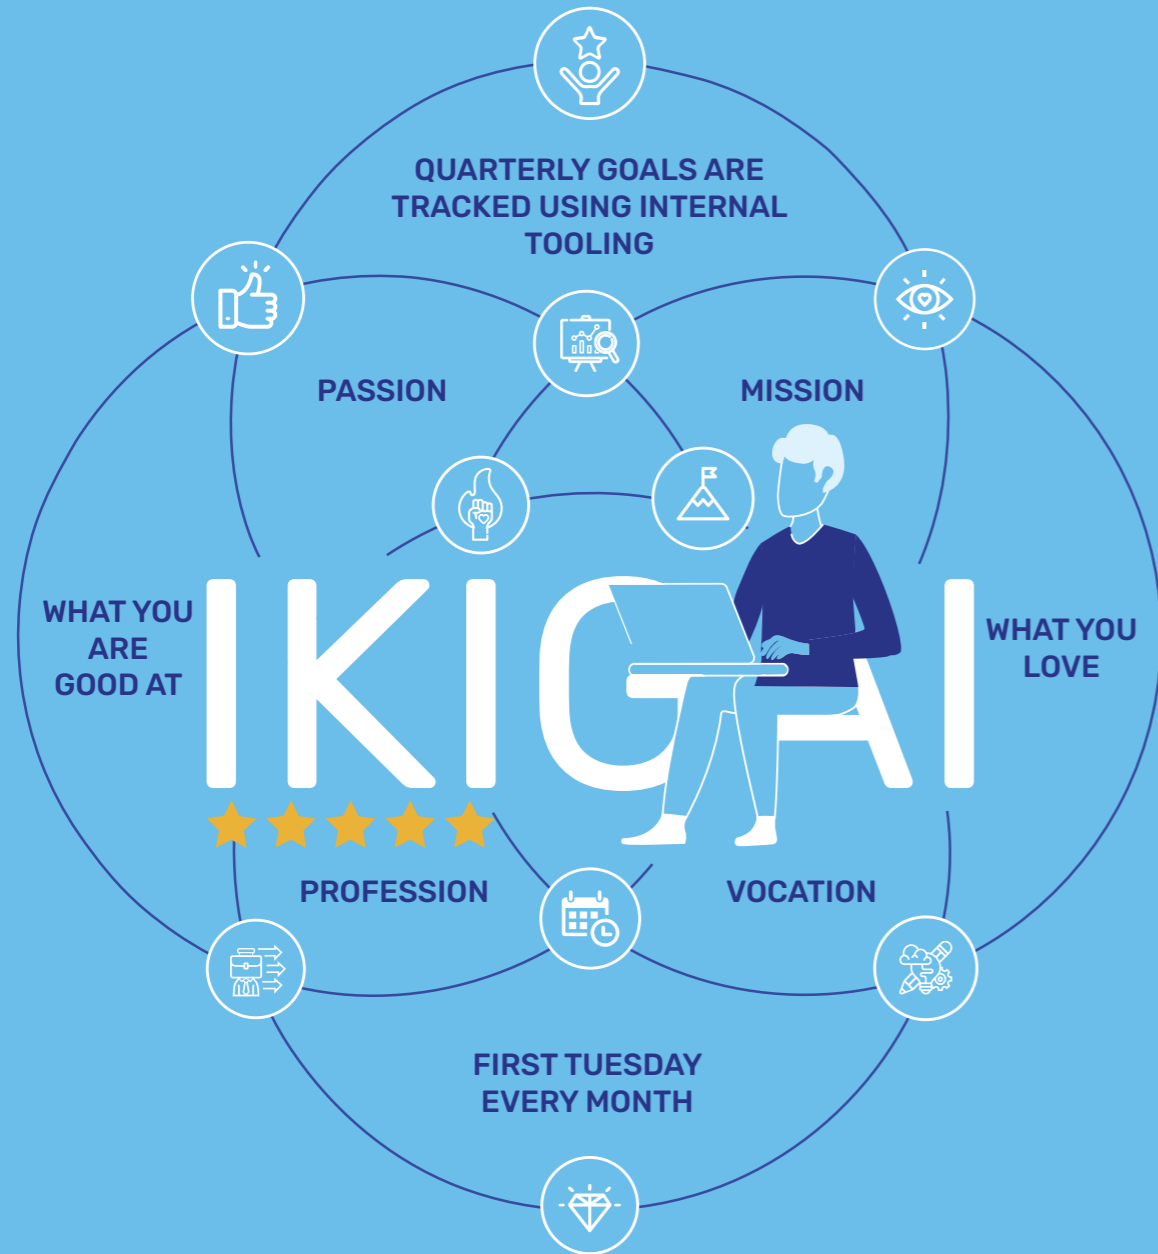 QUARTERLY GOALS ARE
TRACKED USING INTERNAL
TOOLING
PASSION
MISSION
WHAT YOU
ARE
GOOD AT
IKIGAI
WHAT YOU
LOVE
PROFESSION
VOCATION
FIRST TUESDAY
EVERY MONTH